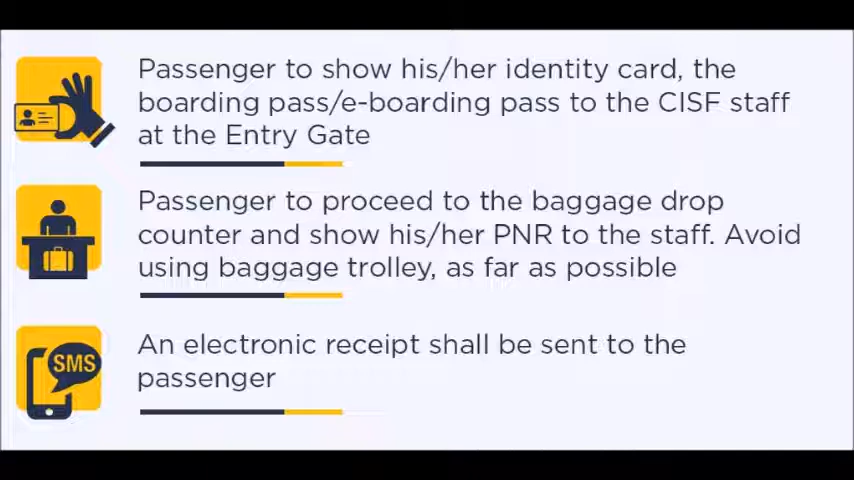 Passenger to show his/her identity card, the
boarding pass/e-boarding pass to the CISF staff
at the Entry Gate
Passenger to proceed to the baggage drop
counter and show his/her PNR to the staff. Avoid
using baggage trolley, as far as possible
SMS
An electronic receipt shall be sent to the
passenger